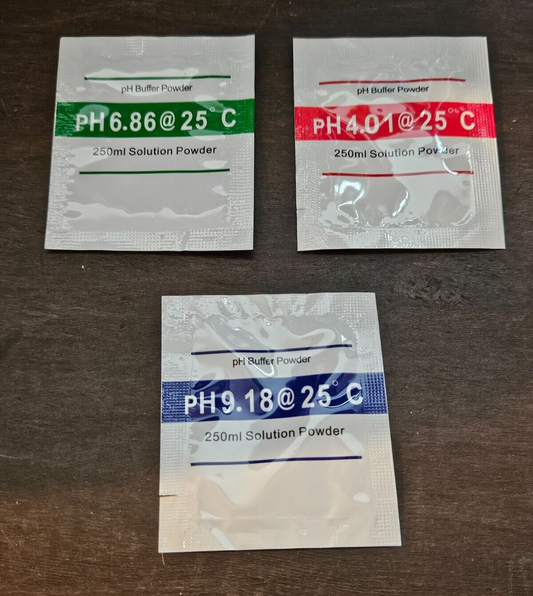 pH Buffer Powder
PH 6.86@ 25°C
250ml Solution Powder
pH Buffer Powder
PH 4.01@ 25°C
250ml Solution Powder
pH Buffer Powder
PH 9.18@ 25°C
250ml Solution Powder